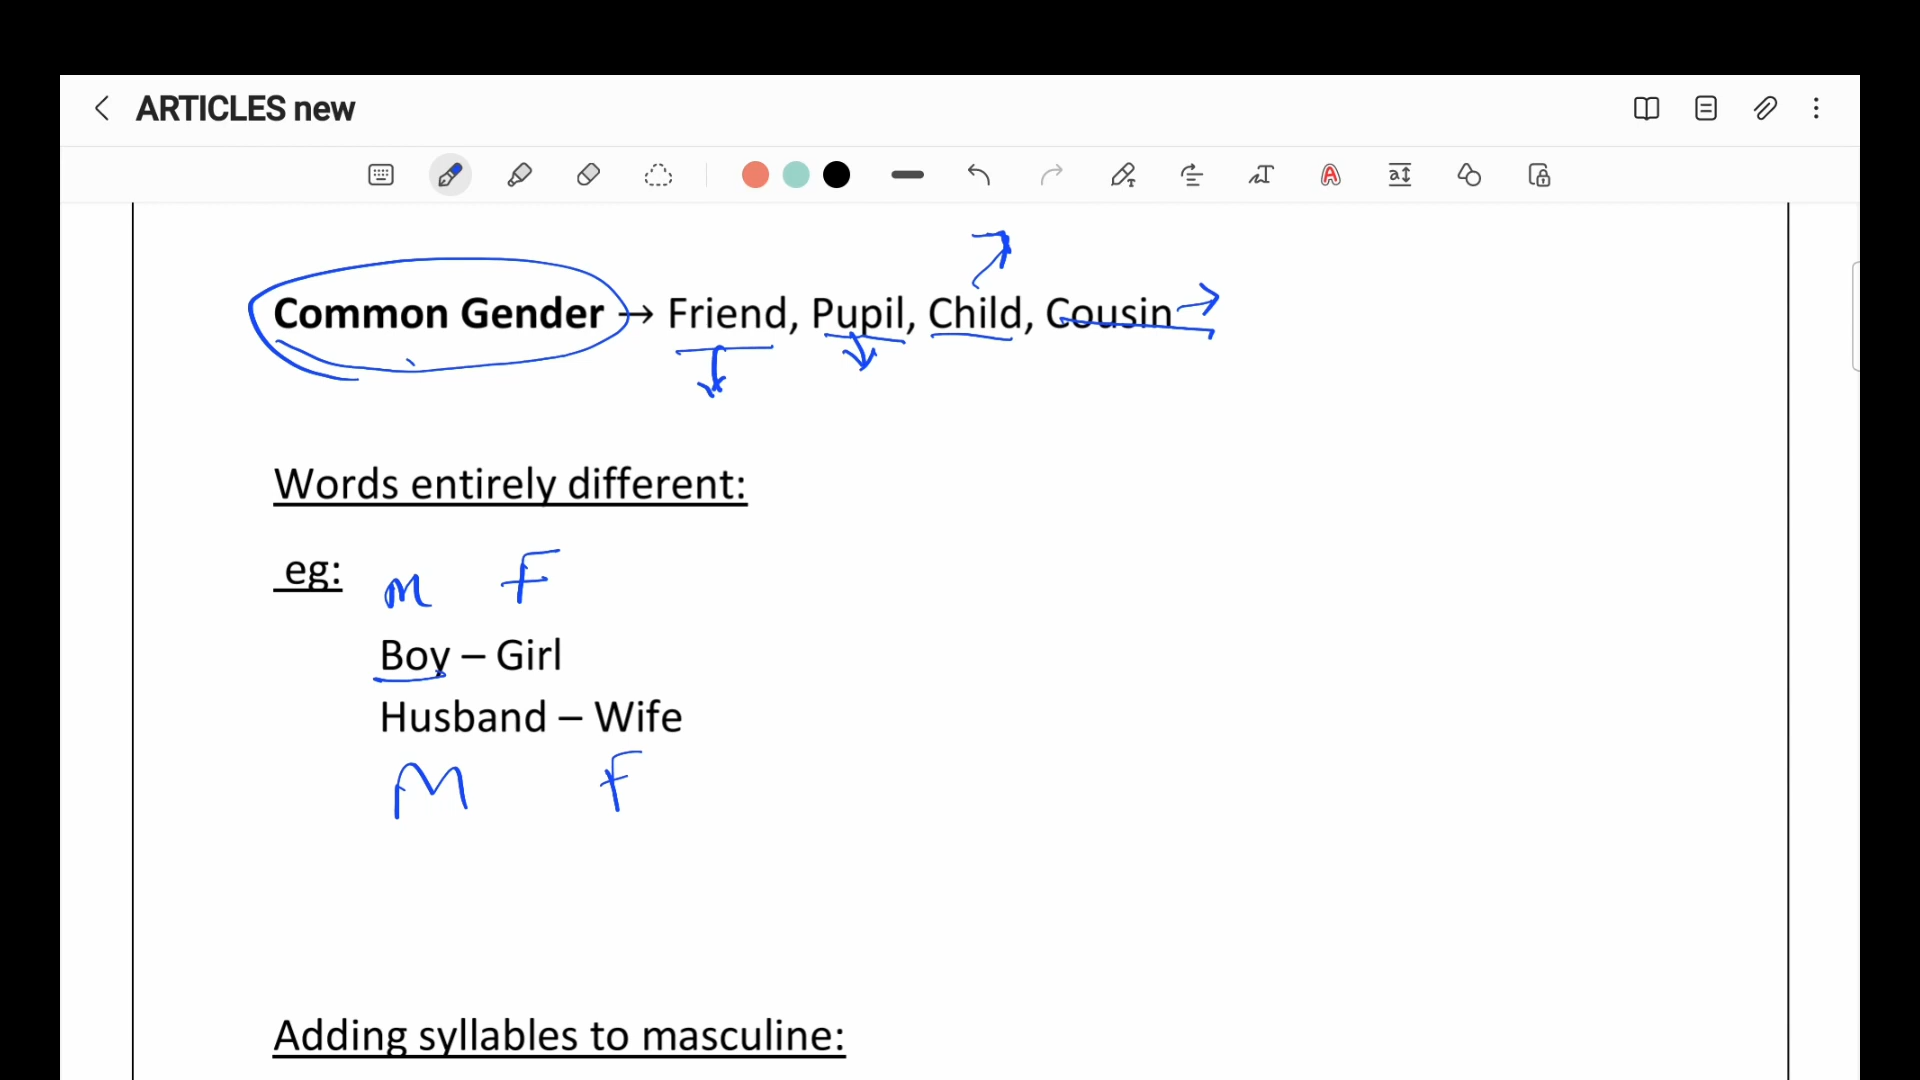 ARTICLES new
Common Gender → Friend, Pupil, Child, Cousin
Words entirely different:
eg:
M F
Boy – Girl
Husband – Wife
M F
Adding syllables to masculine: